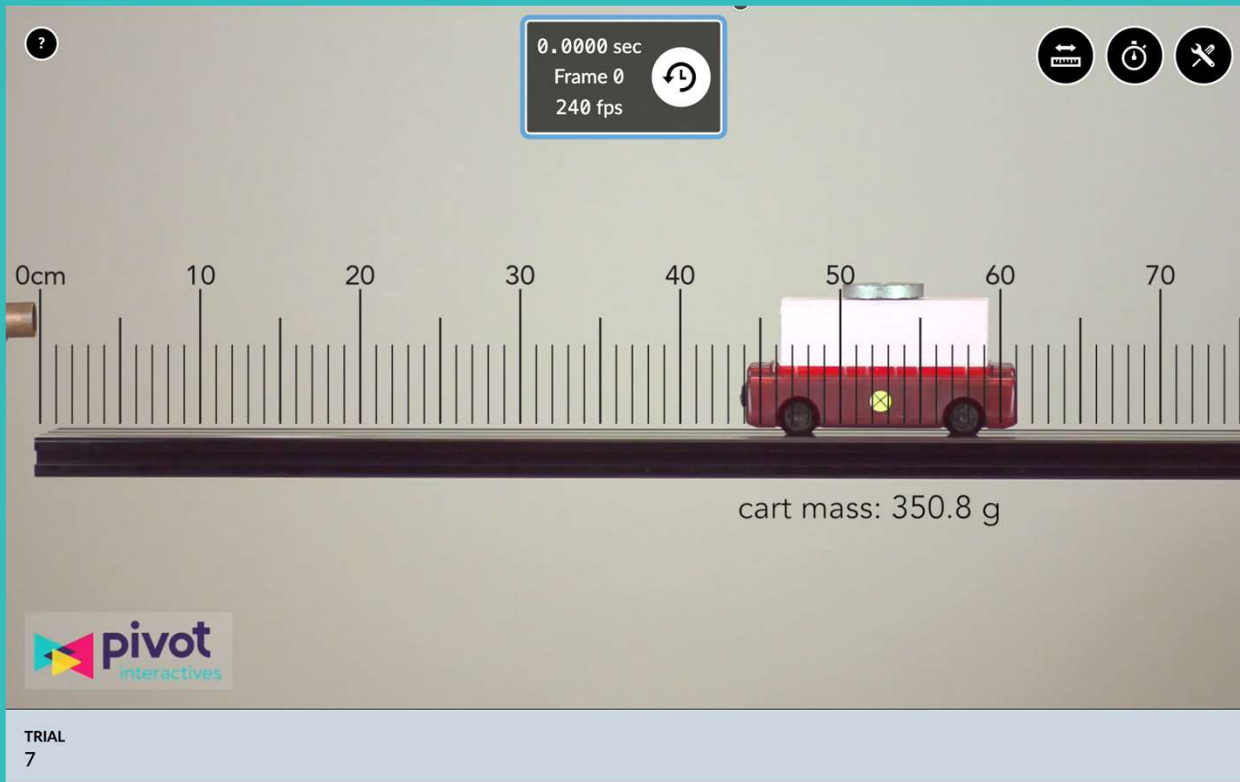 ?
0.0000 sec
Frame 0
240 fps
0cm 10 20 30 40 50 60 70
cart mass: 350.8 g
pivot
interactives
TRIAL
7